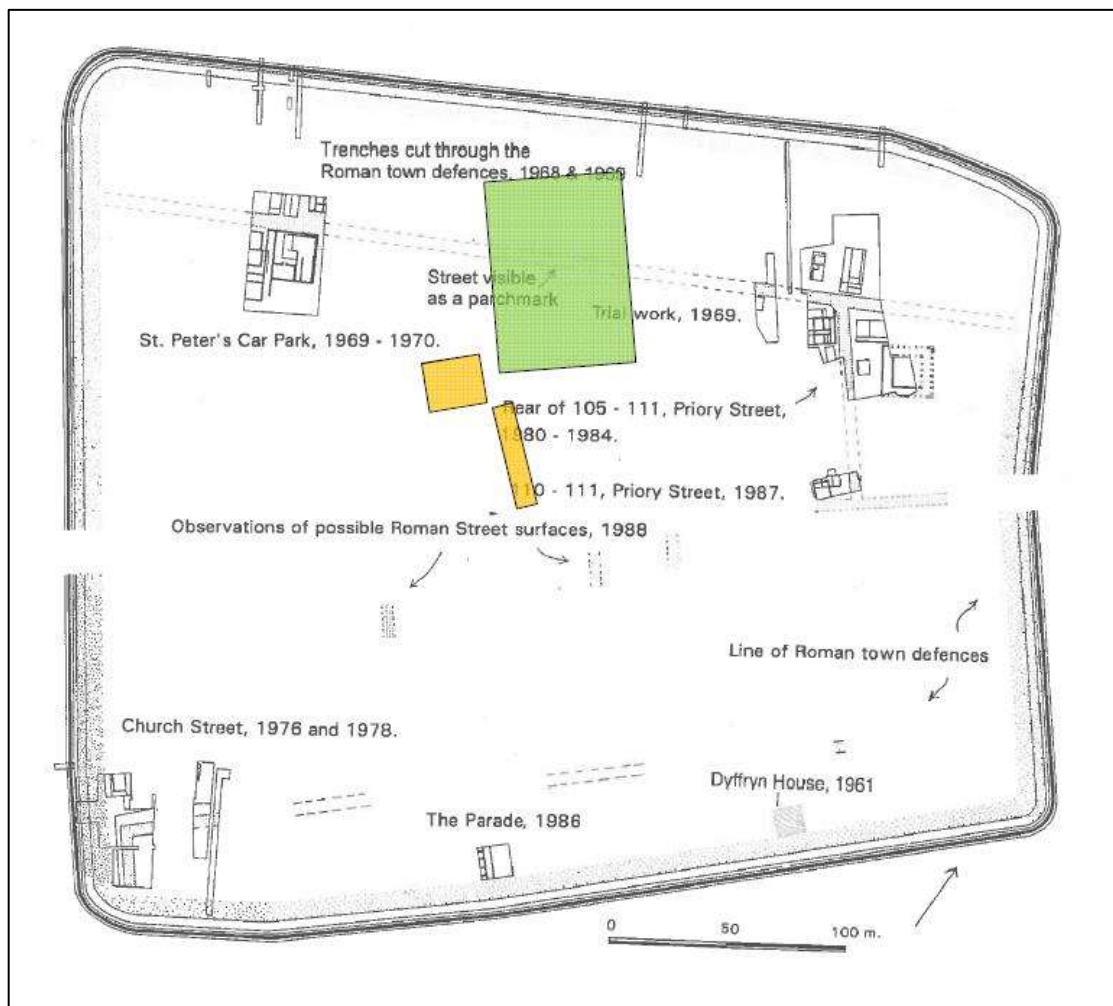 Trenches cut through the
Roman town defences, 1968 & 1969
Street visible
as a parchmark
Trial work, 1969.
St. Peter's Car Park, 1969 - 1970.
Rear of 105 - 111, Priory Street,
1980 - 1984.
110 - 111, Priory Street, 1987.
Observations of possible Roman Street surfaces, 1988
Line of Roman town defences
Church Street, 1976 and 1978.
Dyffryn House, 1961
The Parade, 1986
0 50 100 m.